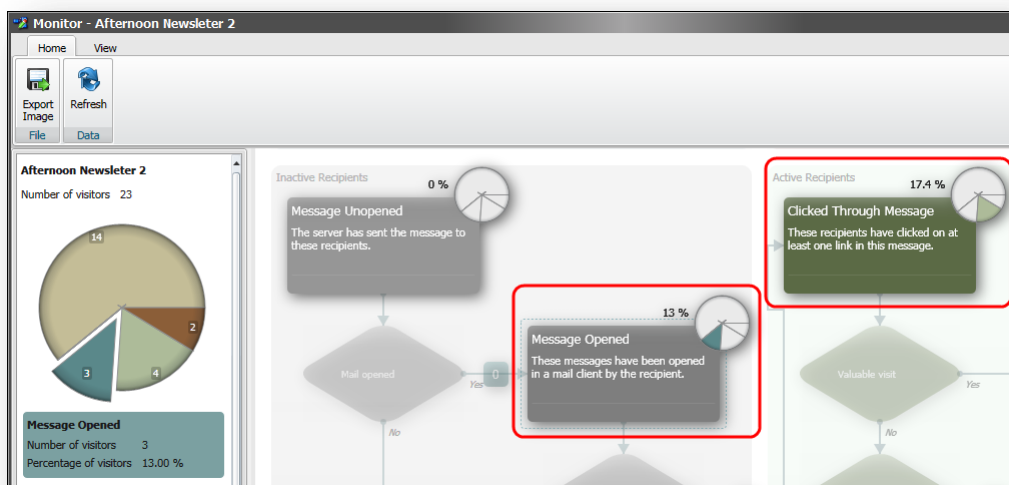 Monitor - Afternoon Newsleter 2
Home View
Export
Image
Refresh
File Data
Afternoon Newsleter 2
Number of visitors 23
14
2
3
4
Message Opened
Number of visitors 3
Percentage of visitors 13.00 %
Inactive Recipients
0 %
Message Unopened
The server has sent the message to
these recipients.
Mail opened
Yes
0
No
13 %
Message Opened
These messages have been opened
in a mail client by the recipient.
Active Recipients
17.4 %
Clicked Through Message
These recipients have clicked on at
least one link in this message.
Valuable visit
Yes
No